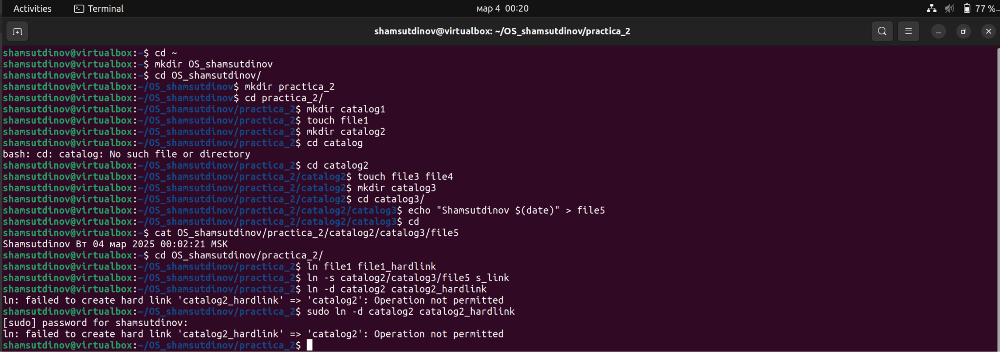 Activities Terminal мар 4 00:20 77 %
shamsutdinov@virtualbox: ~/OS_shamsutdinov/practica_2
shamsutdinov@virtualbox:~$ cd ~
shamsutdinov@virtualbox:~$ mkdir OS_shamsutdinov
shamsutdinov@virtualbox:~$ cd OS_shamsutdinov/
shamsutdinov@virtualbox:~/OS_shamsutdinov$ mkdir practica_2
shamsutdinov@virtualbox:~/OS_shamsutdinov$ cd practica_2/
shamsutdinov@virtualbox:~/OS_shamsutdinov/practica_2$ mkdir catalog1
shamsutdinov@virtualbox:~/OS_shamsutdinov/practica_2$ touch file1
shamsutdinov@virtualbox:~/OS_shamsutdinov/practica_2$ mkdir catalog2
shamsutdinov@virtualbox:~/OS_shamsutdinov/practica_2$ cd catalog
bash: cd: catalog: No such file or directory
shamsutdinov@virtualbox:~/OS_shamsutdinov/practica_2$ cd catalog2
shamsutdinov@virtualbox:~/OS_shamsutdinov/practica_2/catalog2$ touch file3 file4
shamsutdinov@virtualbox:~/OS_shamsutdinov/practica_2/catalog2$ mkdir catalog3
shamsutdinov@virtualbox:~/OS_shamsutdinov/practica_2/catalog2$ cd catalog3/
shamsutdinov@virtualbox:~/OS_shamsutdinov/practica_2/catalog2/catalog3$ echo "Shamsutdinov $(date)" > file5
shamsutdinov@virtualbox:~/OS_shamsutdinov/practica_2/catalog2/catalog3$ cd
shamsutdinov@virtualbox:~$ cat OS_shamsutdinov/practica_2/catalog2/catalog3/file5
Shamsutdinov Вт 04 мар 2025 00:02:21 MSK
shamsutdinov@virtualbox:~$ cd OS_shamsutdinov/practica_2/
shamsutdinov@virtualbox:~/OS_shamsutdinov/practica_2$ ln file1 file1_hardlink
shamsutdinov@virtualbox:~/OS_shamsutdinov/practica_2$ ln -s catalog2/catalog3/file5 s_link
shamsutdinov@virtualbox:~/OS_shamsutdinov/practica_2$ ln -d catalog2 catalog2_hardlink
ln: failed to create hard link 'catalog2_hardlink' => 'catalog2': Operation not permitted
shamsutdinov@virtualbox:~/OS_shamsutdinov/practica_2$ sudo ln -d catalog2 catalog2_hardlink
[sudo] password for shamsutdinov:
ln: failed to create hard link 'catalog2_hardlink' => 'catalog2': Operation not permitted
shamsutdinov@virtualbox:~/OS_shamsutdinov/practica_2$